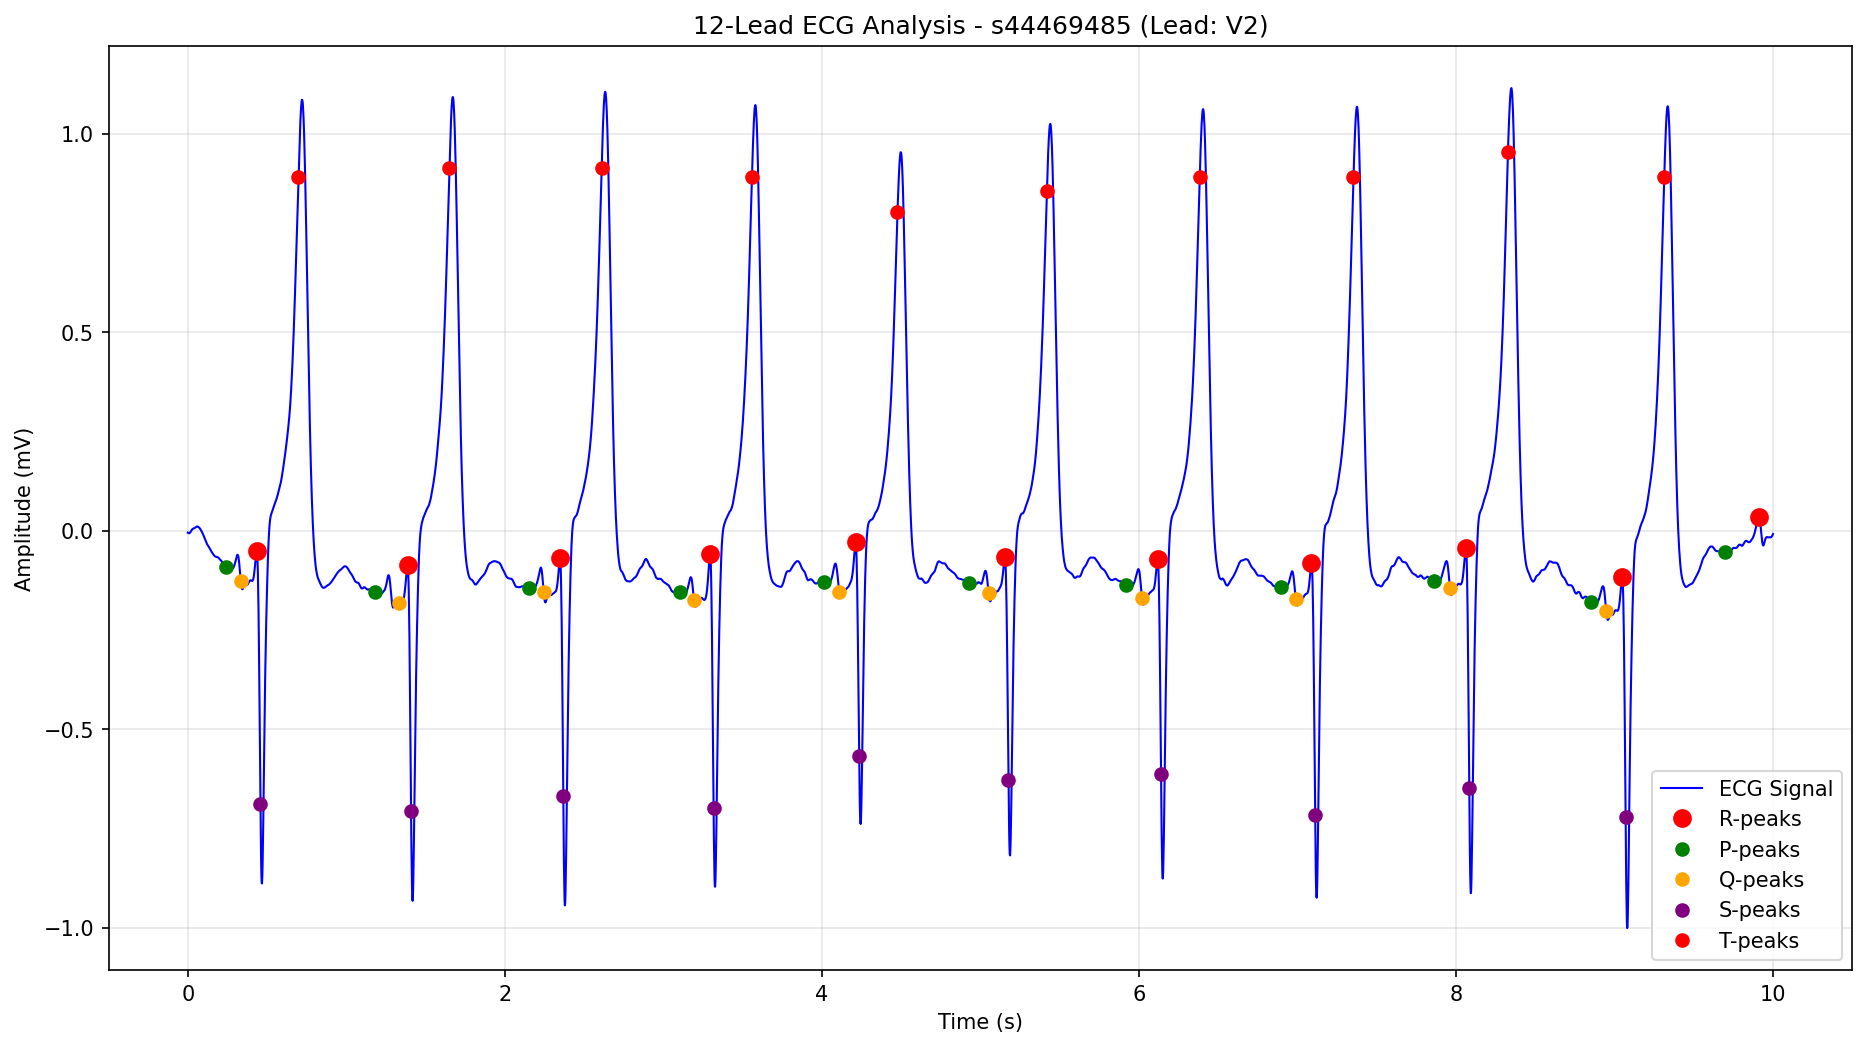 12-Lead ECG Analysis - s44469485 (Lead: V2)
Amplitude (mV)
1.0
0.5
0.0
−0.5
−1.0
0
2
4
6
8
10
Time (s)
ECG Signal
R-peaks
P-peaks
Q-peaks
S-peaks
T-peaks